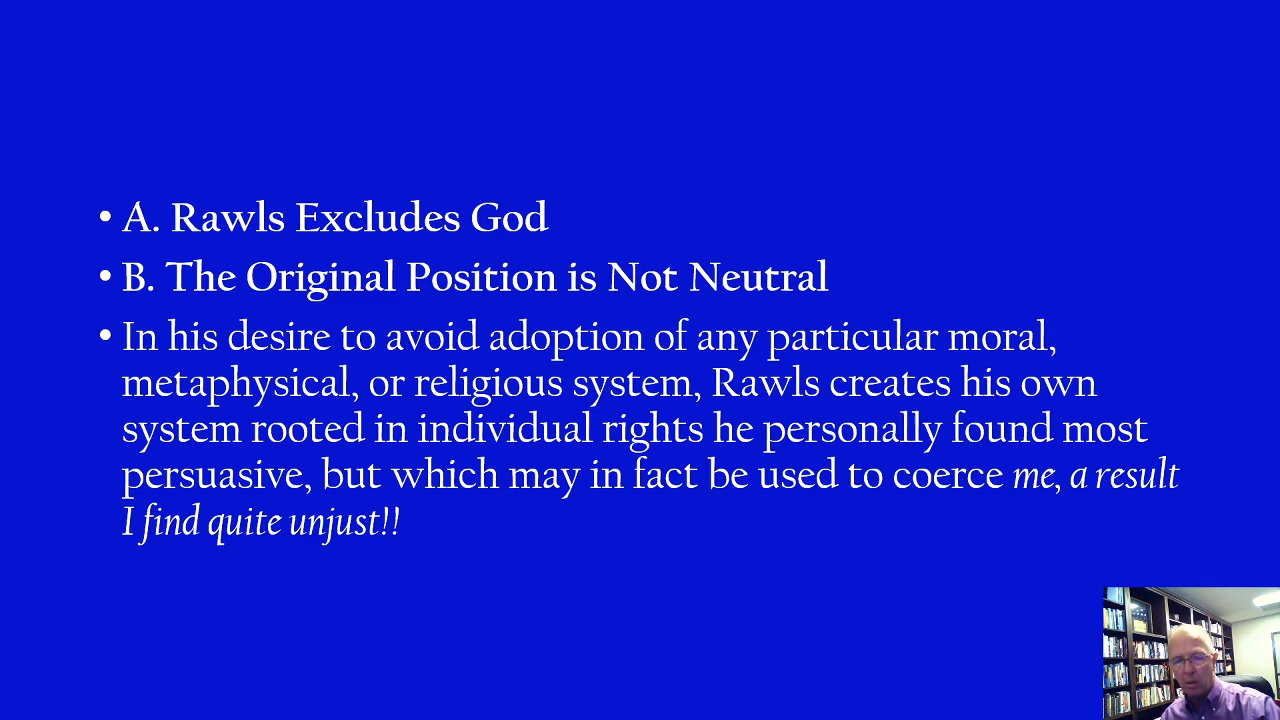 • A. Rawls Excludes God
• B. The Original Position is Not Neutral
• In his desire to avoid adoption of any particular moral,
metaphysical, or religious system, Rawls creates his own
system rooted in individual rights he personally found most
persuasive, but which may in fact be used to coerce me, a result
I find quite unjust!!